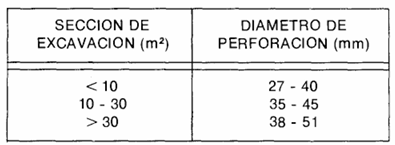 SECCION DE
EXCAVACION (m²)
DIAMETRO DE
PERFORACION (mm)
< 10
27 - 40
10 - 30
35 - 45
> 30
38 - 51